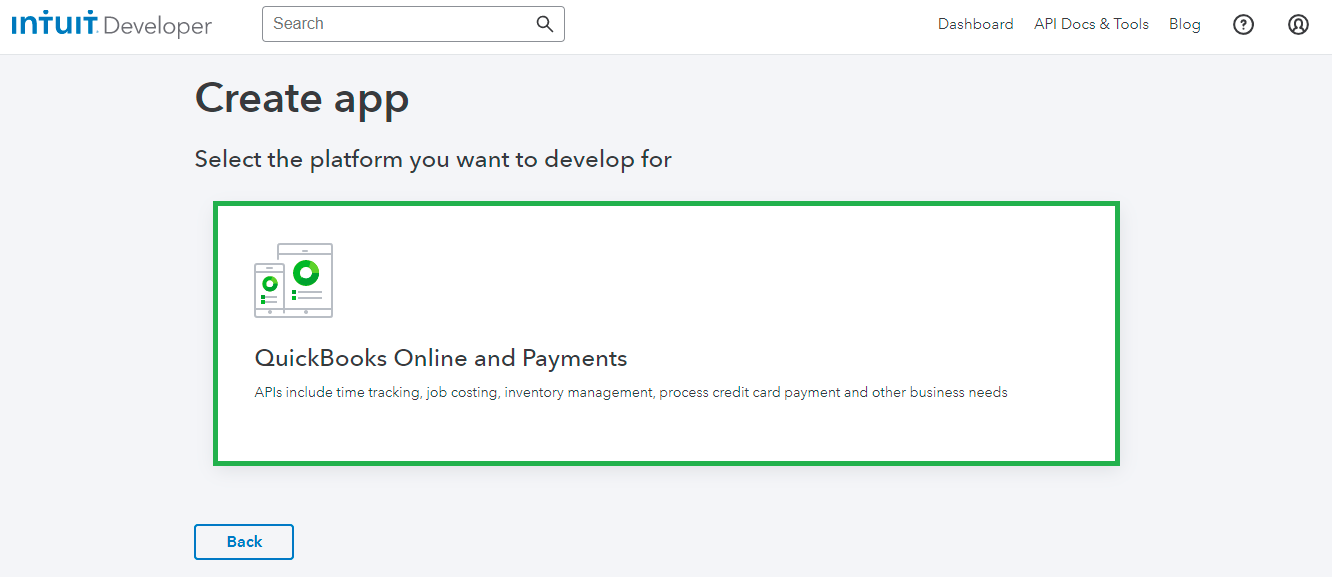 INTUIT Developer
Search
Dashboard
API Docs & Tools
Blog
?
Create app
Select the platform you want to develop for
QuickBooks Online and Payments
APIs include time tracking, job costing, inventory management, process credit card payment and other business needs
Back